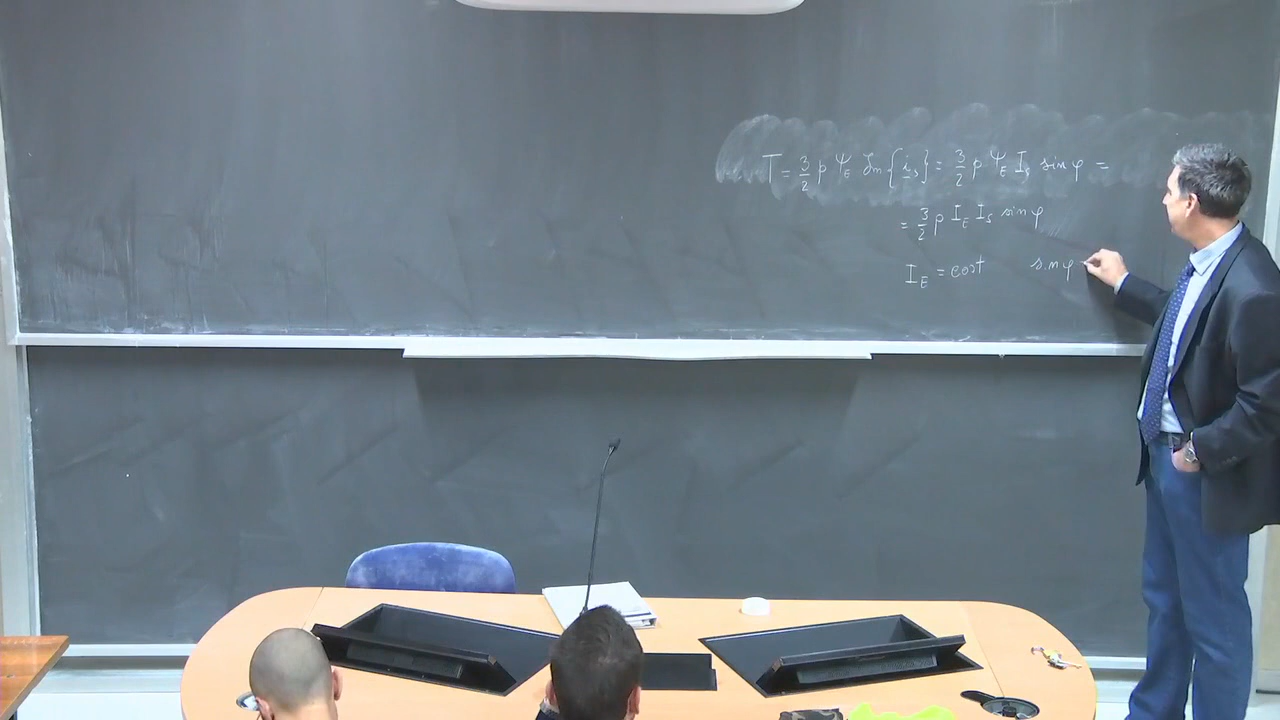 T = 3/2 p Ψ_E Im{i_s} = 3/2 p Ψ_E I_s sin φ =
= 3/2 p I_E I_s sin φ
I_E = cost sin φ